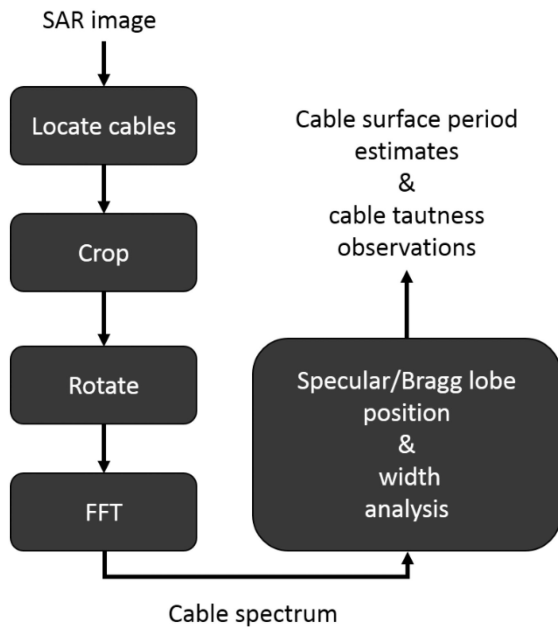 SAR image
Locate cables
Crop
Rotate
FFT
Cable spectrum
Specular/Bragg lobe
position
&
width
analysis
Cable surface period
estimates
&
cable tautness
observations